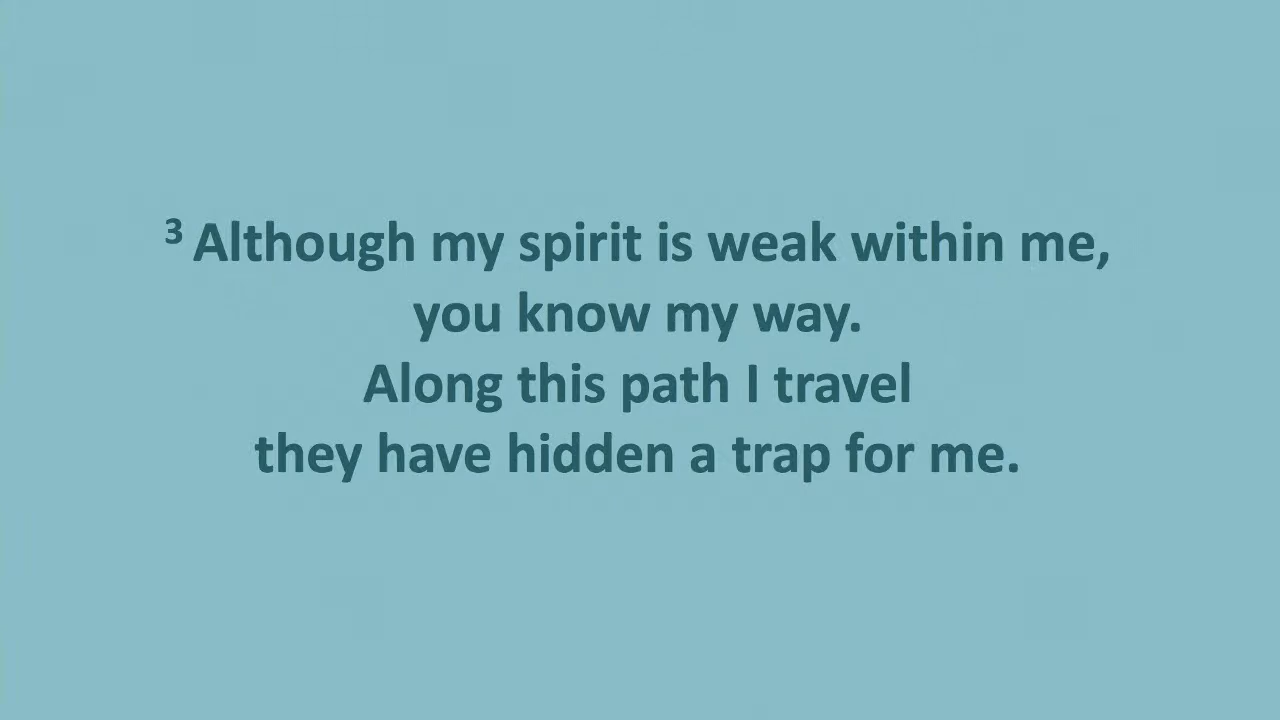 ³ Although my spirit is weak within me,
you know my way.
Along this path I travel
they have hidden a trap for me.